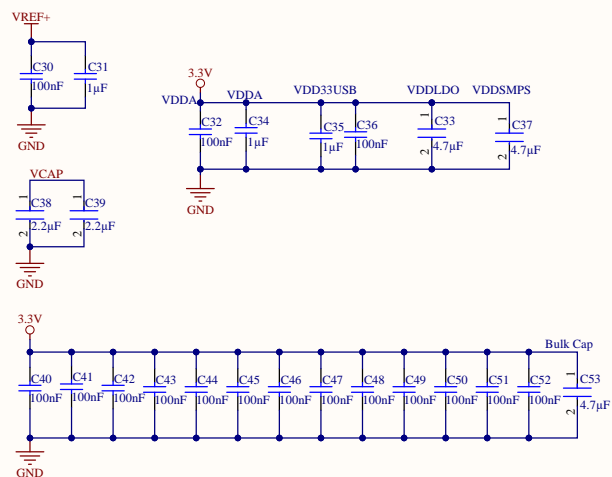 VREF+
C30
100nF
C31
1µF
GND
3.3V
VDDA
VDDA
VDD33USB
VDDLDO
VDDSMPS
C32
100nF
C34
1µF
C35
1µF
C36
100nF
1
C33
4.7µF
2
1
C37
4.7µF
2
GND
VCAP
1
C38
2.2µF
2
1
C39
2.2µF
2
GND
3.3V
Bulk Cap
C40
100nF
C41
100nF
C42
100nF
C43
100nF
C44
100nF
C45
100nF
C46
100nF
C47
100nF
C48
100nF
C49
100nF
C50
100nF
C51
100nF
C52
100nF
1
C53
4.7µF
2
GND